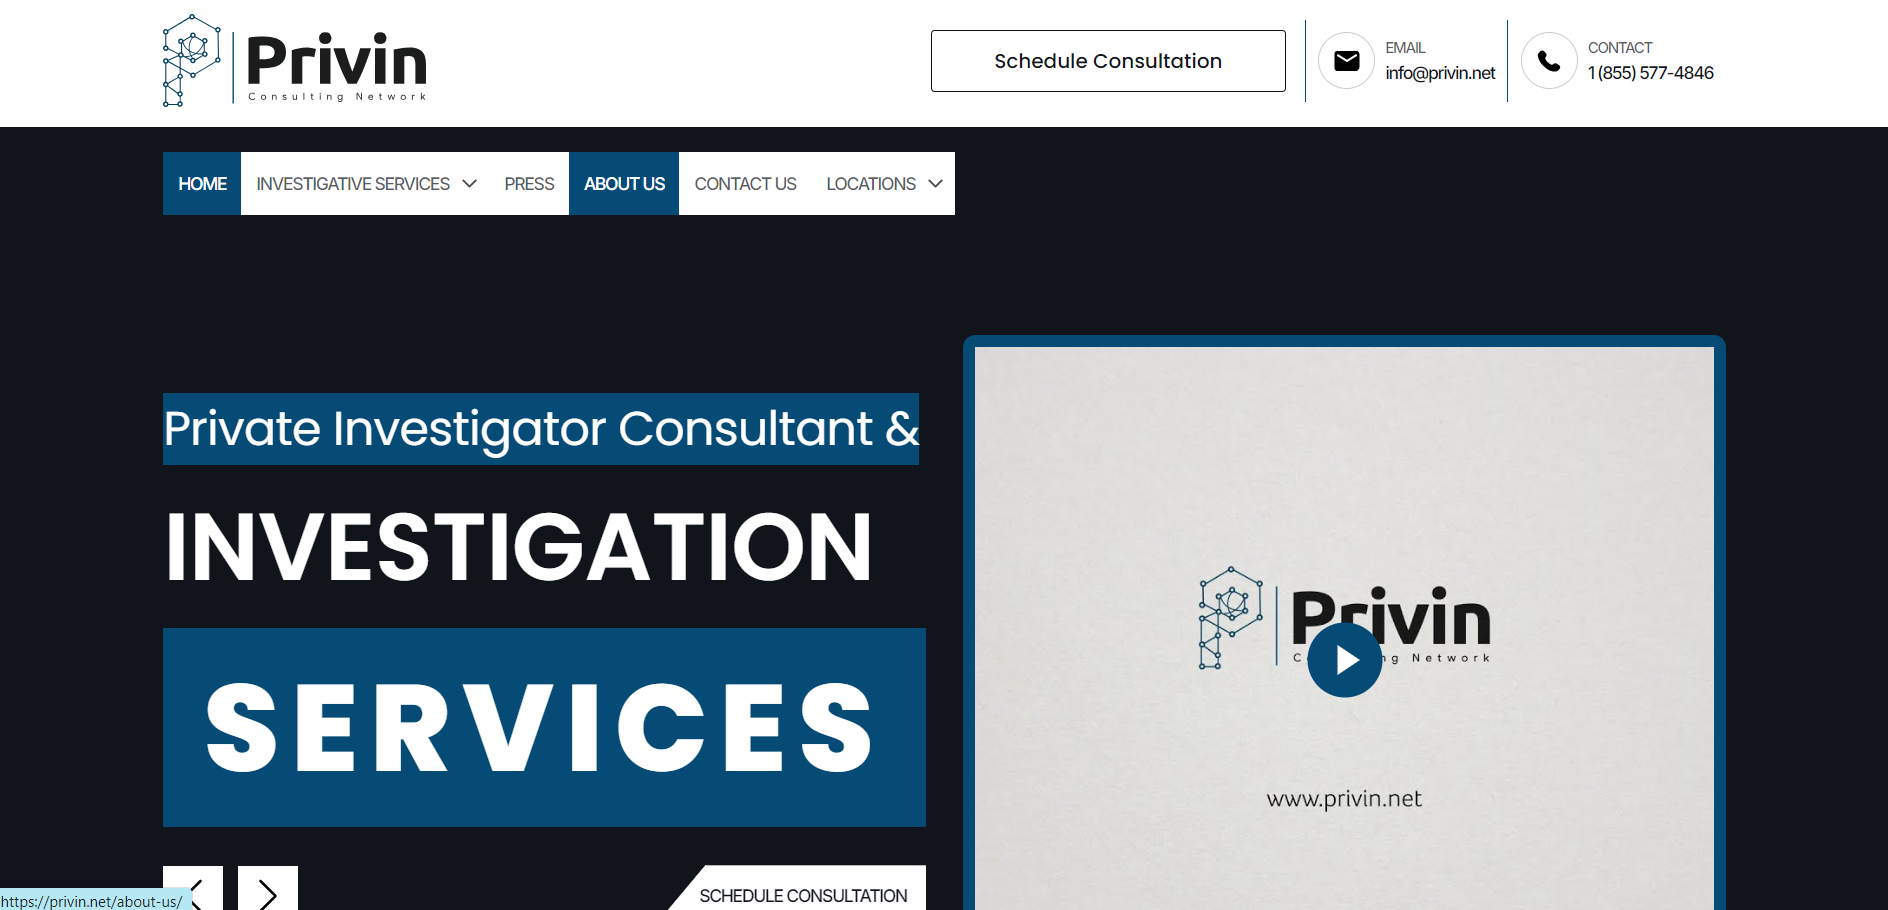 Privin
Consulting Network
Schedule Consultation
EMAIL
info@privin.net
CONTACT
1 (855) 577-4846
HOME
INVESTIGATIVE SERVICES
PRESS
ABOUT US
CONTACT US
LOCATIONS
Private Investigator Consultant &
INVESTIGATION
SERVICES
Privin
Network
www.privin.net
SCHEDULE CONSULTATION
https://privin.net/about-us/